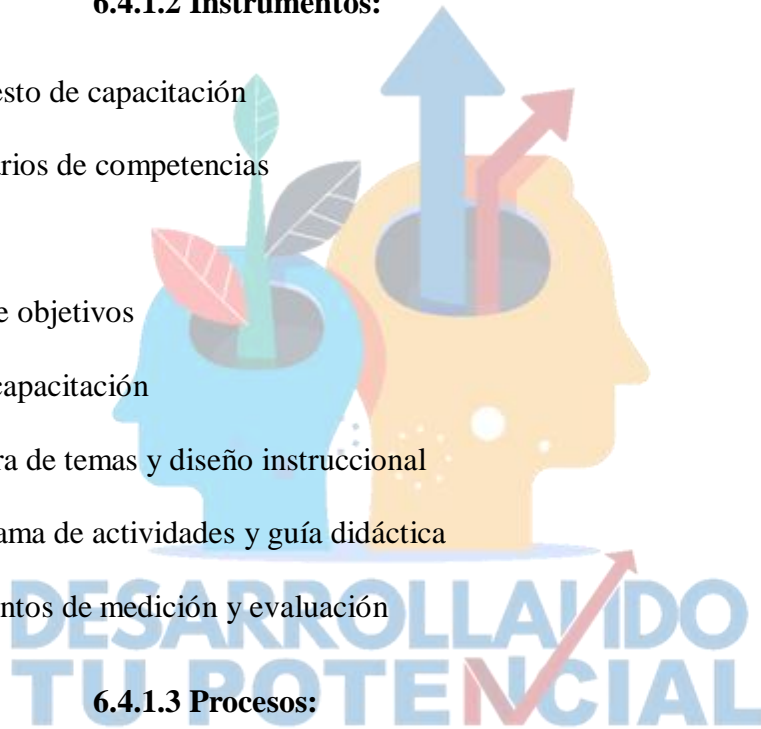 6.4.1.2 Instrumentos:
esto de capacitación
rios de competencias
e objetivos
capacitación
ra de temas y diseño instruccional
ama de actividades y guía didáctica
ntos de medición y evaluación
DESARROLLANDO
TU POTENCIAL
6.4.1.3 Procesos: